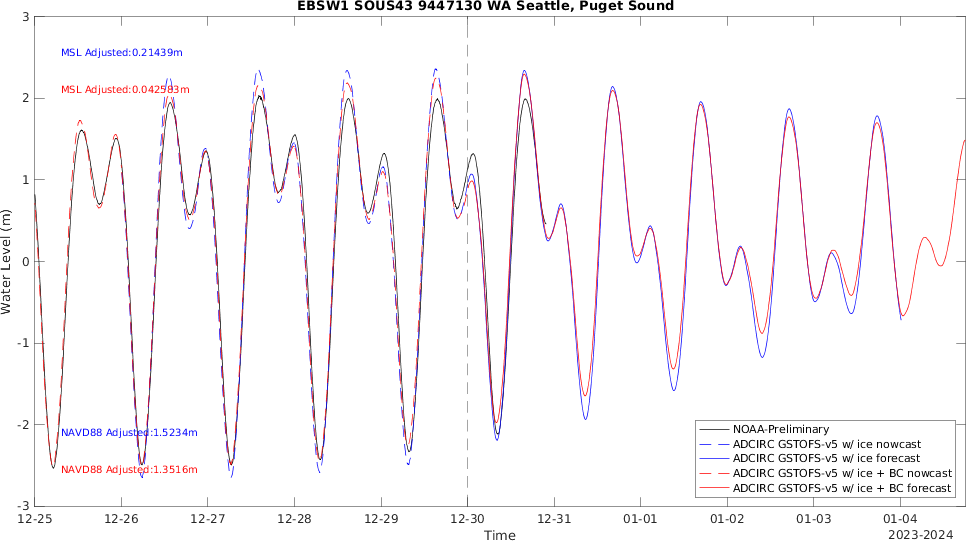 EBSW1 SOUS43 9447130 WA Seattle, Puget Sound
3
2
1
0
-1
-2
-3
Water Level (m)
MSL Adjusted:0.21439m
MSL Adjusted:0.042583m
NAVD88 Adjusted:1.5234m
NAVD88 Adjusted:1.3516m
NOAA-Preliminary
ADCIRC GSTOFS-v5 w/ ice nowcast
ADCIRC GSTOFS-v5 w/ ice forecast
ADCIRC GSTOFS-v5 w/ ice + BC nowcast
ADCIRC GSTOFS-v5 w/ ice + BC forecast
12-25 12-26 12-27 12-28 12-29 12-30 12-31 01-01 01-02 01-03 01-04
Time
2023-2024